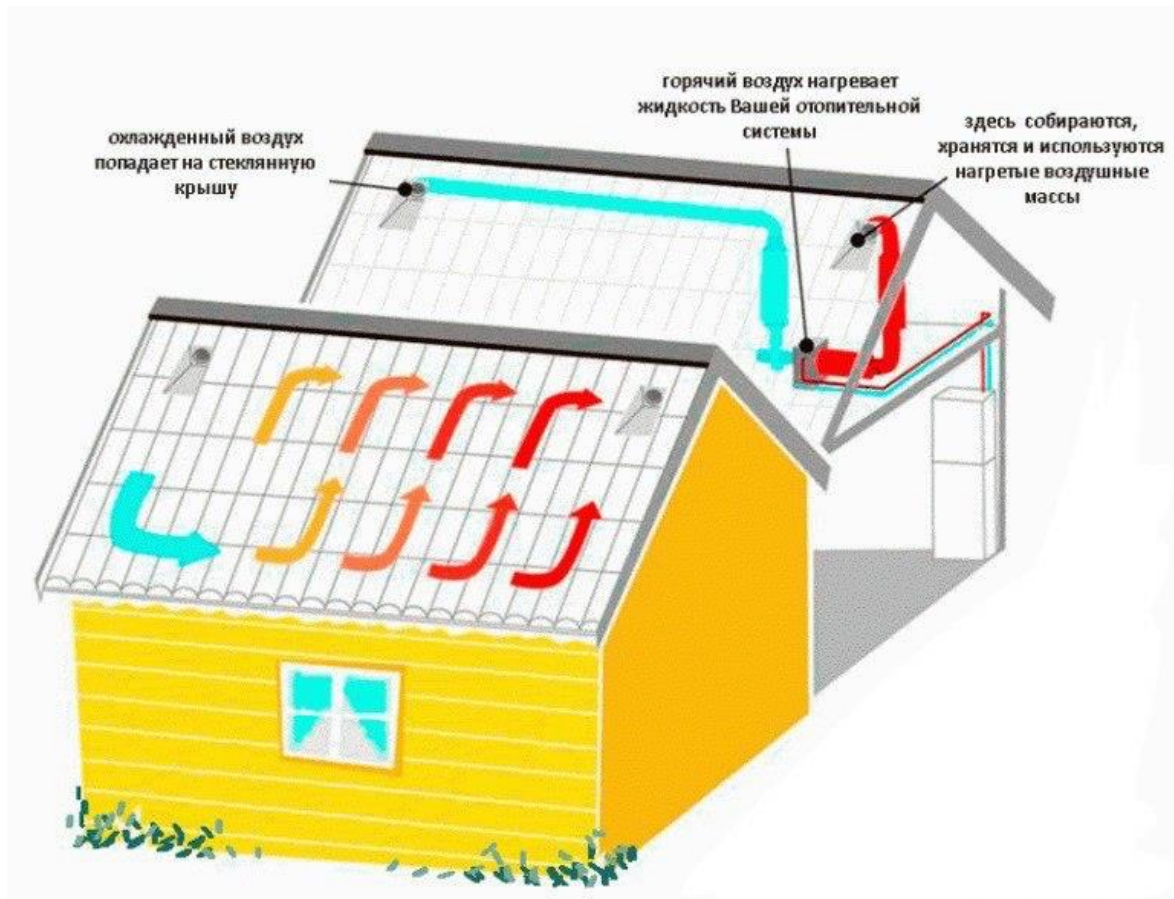 охлажденный воздух
попадает на стеклянную
крышу
горячий воздух нагревает
жидкость Вашей отопительной
системы
здесь собираются,
хранятся и используются
нагретые воздушные
массы